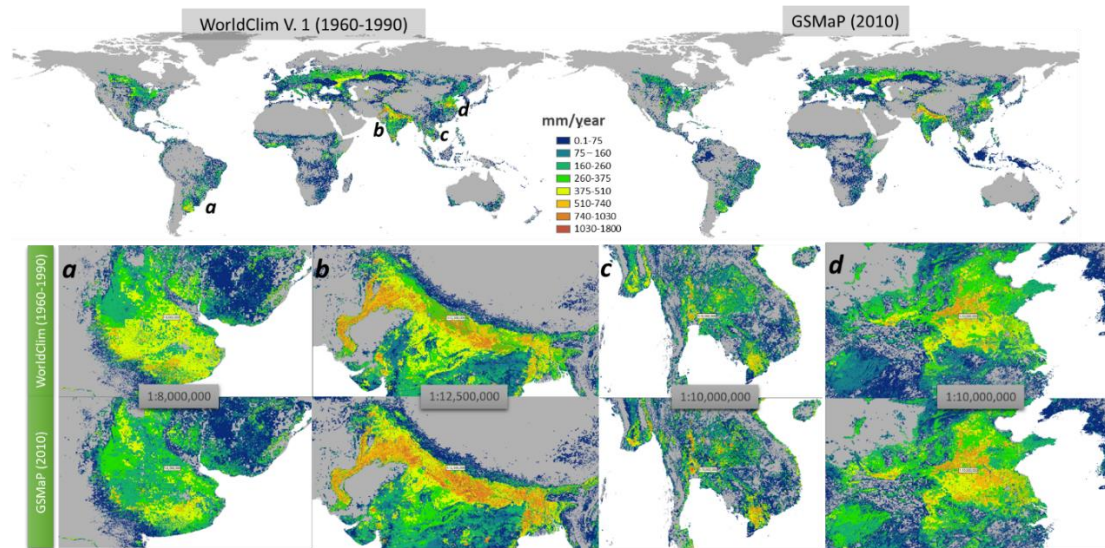 WorldClim V. 1 (1960-1990)
GSMaP (2010)
a
b
c
d
mm/year
0.1-75
75–160
160-260
260-375
375-510
510-740
740-1030
1030-1800
WorldClim (1960-1990)
GSMaP (2010)
a
b
c
d
1:8,000,000
1:12,500,000
1:10,000,000
1:10,000,000